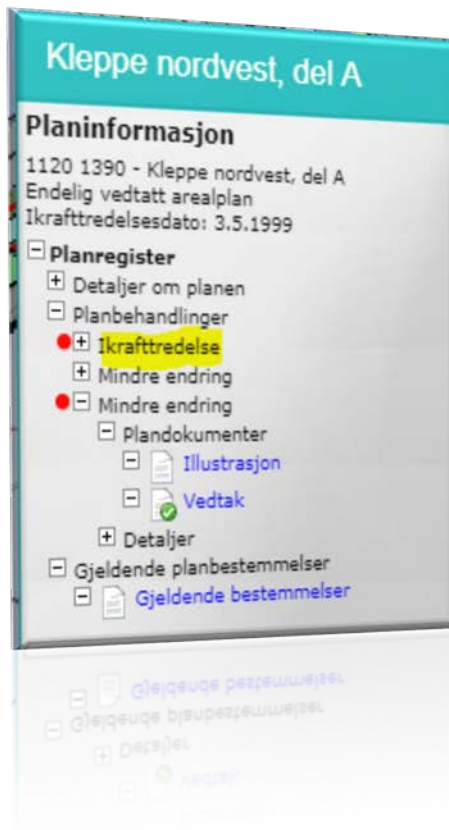 Kleppe nordvest, del A
Planinformasjon
1120 1390 - Kleppe nordvest, del A
Endelig vedtatt arealplan
Ikrafttredelsesdato: 3.5.1999
Planregister
Detaljer om planen
Planbehandlinger
Ikrafttredelse
Mindre endring
Mindre endring
Plandokumenter
Illustrasjon
Vedtak
Detaljer
Gjeldende planbestemmelser
Gjeldende bestemmelser